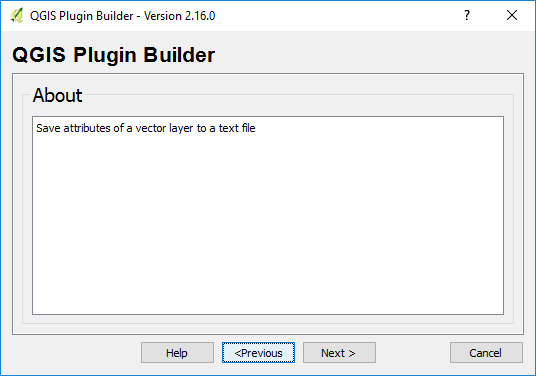 QGIS Plugin Builder - Version 2.16.0
?
QGIS Plugin Builder
About
Save attributes of a vector layer to a text file
Help <Previous Next > Cancel